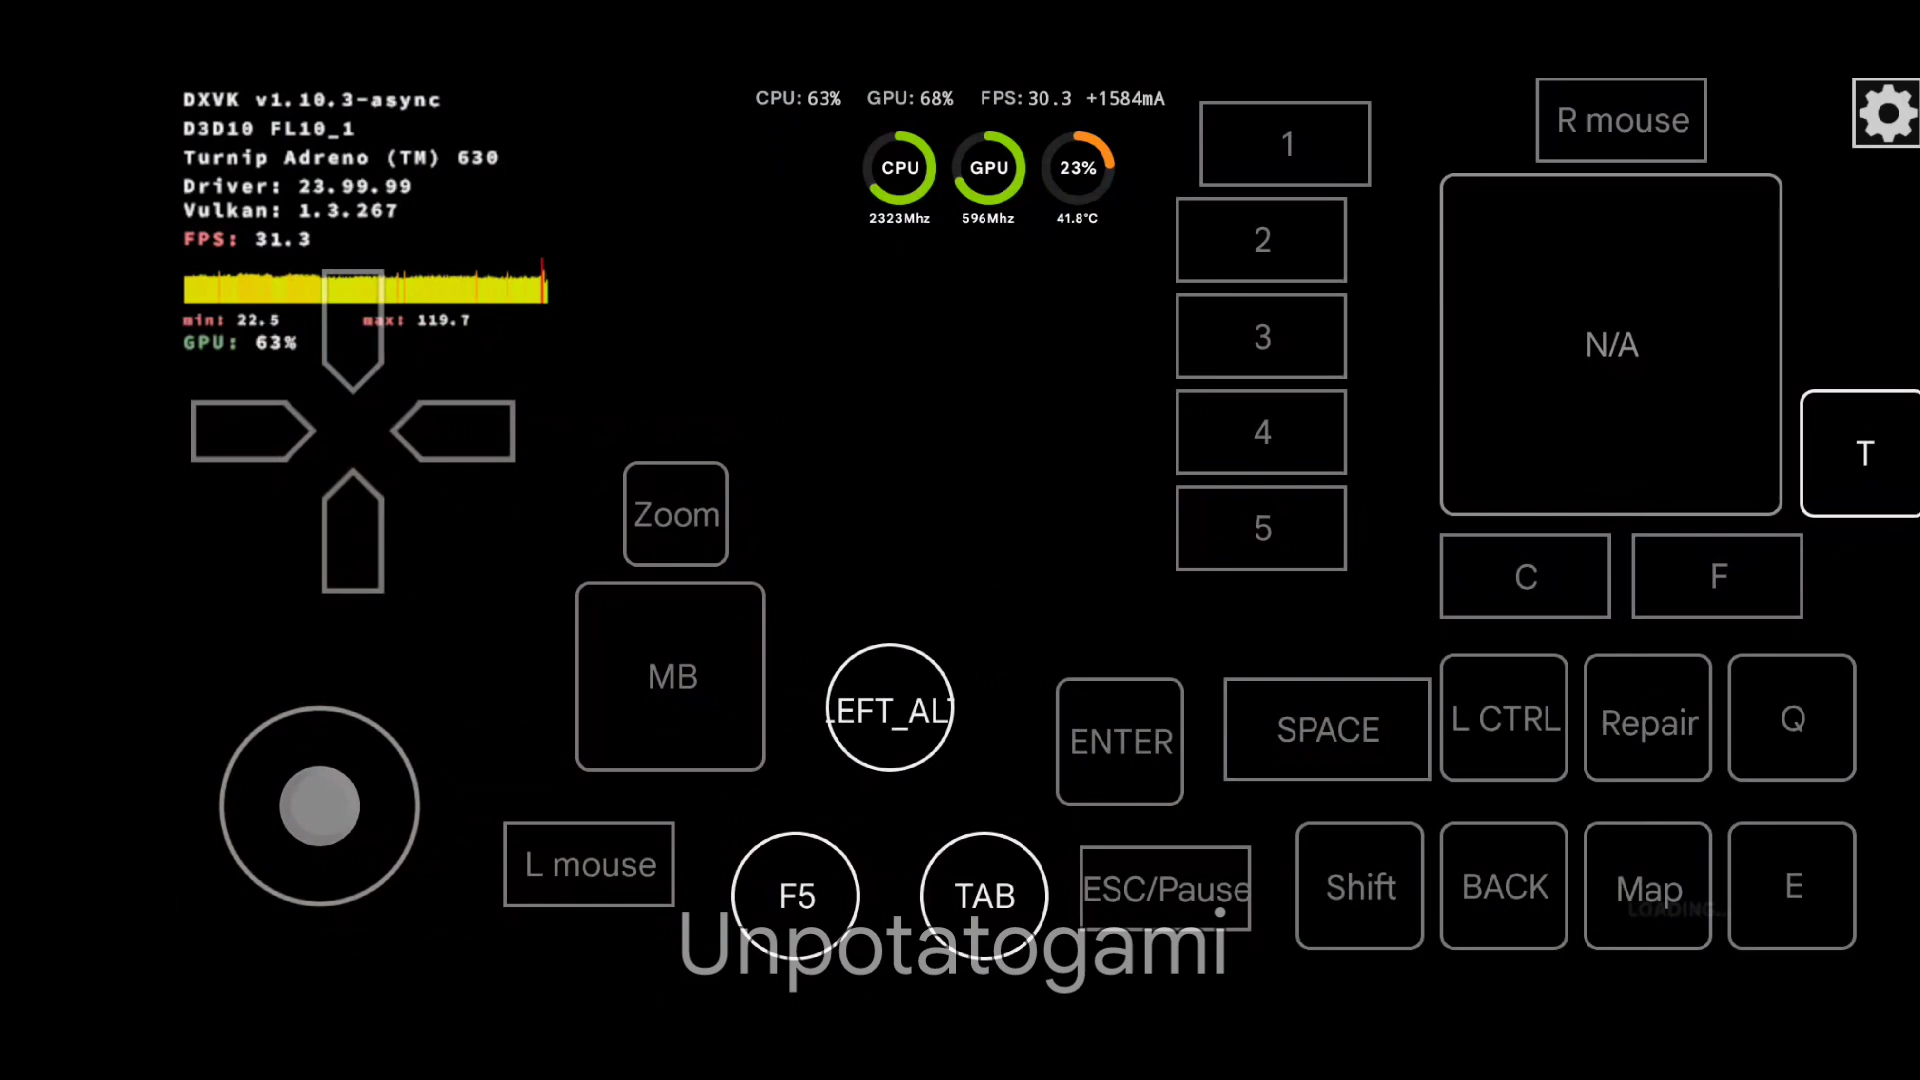 DXVK v1.10.3-async
D3D10 FL10_1
Turnip Adreno (TM) 630
Driver: 23.99.99
Vulkan: 1.3.267
FPS: 31.3
min: 22.5 max: 119.7
GPU: 63%
CPU: 63% GPU: 68% FPS: 30.3 +1584mA
CPU GPU 23%
2323Mhz 596Mhz 41.8°C
1
R mouse
2
3
N/A
4
T
5
Zoom
C F
MB
LEFT_AL
ENTER
SPACE
L CTRL
Repair
Q
L mouse
F5
TAB
ESC/Pause
Shift
BACK
Map
E
LOADING...
Unpotatogami